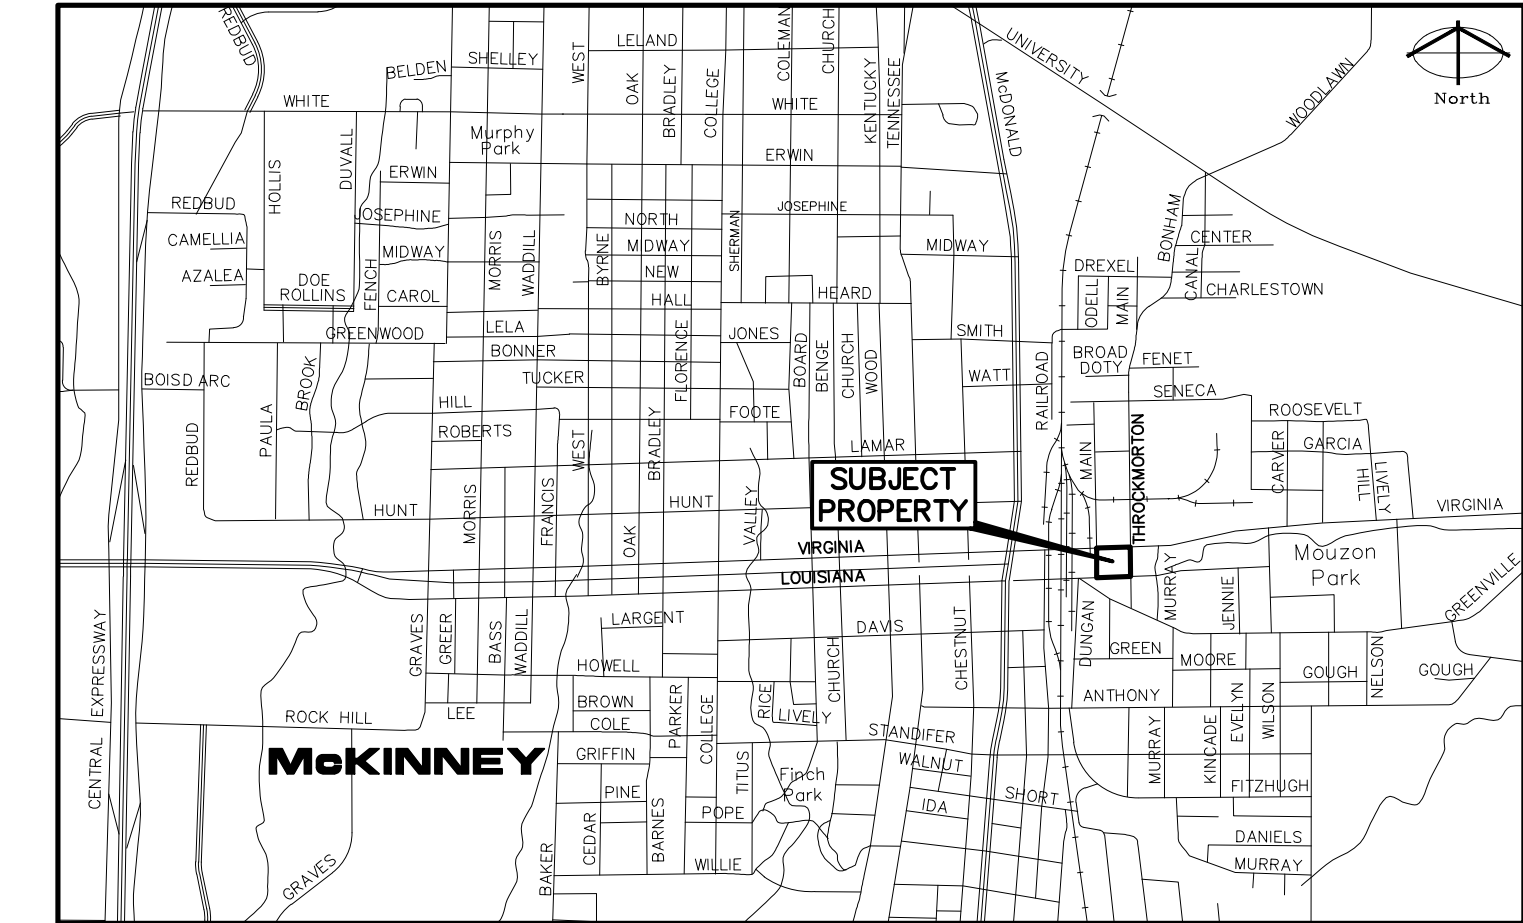 REDBUD
SHELLEY
BELDEN
WEST
LELAND
OAK
BRADLEY
COLLEGE
COLEMAN
CHURCH
KENTUCKY
TENNESSEE
McDONALD
UNIVERSITY
WOODLAWN
North
WHITE
WHITE
Murphy
Park
HOLLIS
DUVALL
ERWIN
ERWIN
REDBUD
JOSEPHINE
JOSEPHINE
CAMELLIA
MIDWAY
NORTH
MIDWAY
SHERMAN
MIDWAY
BONHAM
CENTER
AZALEA
DOE
ROLLINS
FENCH
CAROL
MORRIS
WADDILL
BYRNE
NEW
HALL
HEARD
DREXEL
ODELL
MAIN
CANAL
CHARLESTOWN
GREENWOOD
LELA
BONNER
TUCKER
FLORENCE
JONES
BOARD
BENGE
CHURCH
WOOD
SMITH
WATT
RAILROAD
BROAD
DOTY
FENET
SENECA
BOISD ARC
BROOK
PAULA
REDBUD
HILL
ROBERTS
FOOTE
LAMAR
ROOSEVELT
GARCIA
CARVER
HILL
LIVELY
VIRGINIA
MAIN
THROCKMORTON
HUNT
MORRIS
FRANCIS
WEST
OAK
BRADLEY
HUNT
VALLEY
SUBJECT
PROPERTY
VIRGINIA
LOUISIANA
Mouzon
Park
GREENVILLE
MURRAY
JENNIE
CENTRAL
EXPRESSWAY
GRAVES
GREER
BASS
WADDILL
LARGENT
HOWELL
DAVIS
CHURCH
CHESTNUT
DUNGAN
GREEN
MOORE
GOUGH
NELSON
GOUGH
ANTHONY
ROCK HILL
LEE
BROWN
COLE
PARKER
COLLEGE
RICE
LIVELY
STANDIFER
WALNUT
MURRAY
KINCADE
EVELYN
WILSON
McKINNEY
GRIFFIN
PINE
TITUS
Finch
Park
IDA
SHORT
FITZHUGH
POPE
CEDAR
BARNES
BAKER
WILLIE
GRAVES
DANIELS
MURRAY